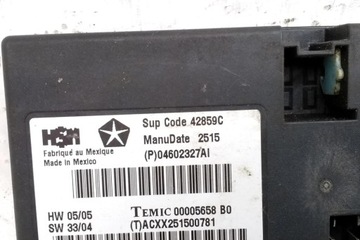 Sup Code 42859C
ManuDate 2515
(P)04602327AI
Fabriqué au Mexique
Made in Mexico
HW 05/05
SW 33/04
TEMIC 00005658 B0
(T)ACXX251500781